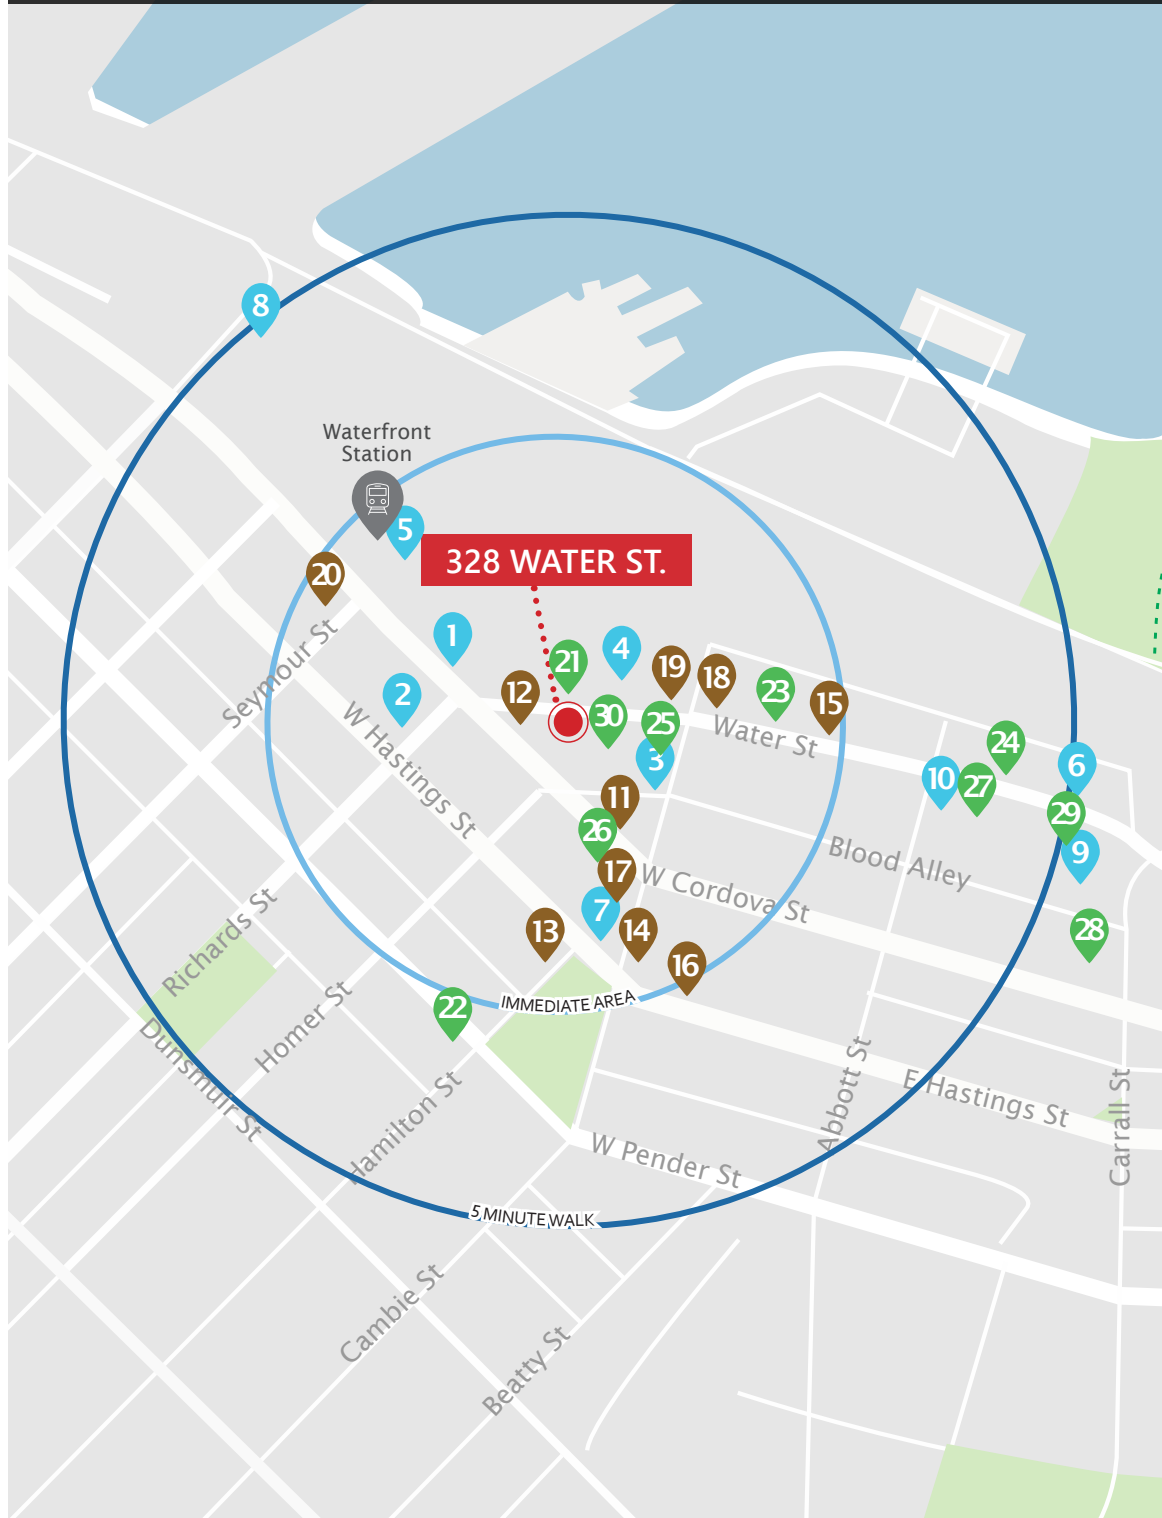 8
Waterfront
Station
5
328 WATER ST.
20
1
4
21
19
18
2
12
23
15
30
25
Seymour St
W Hastings St
Water St
3
24
6
10
27
11
29
26
Blood Alley
9
17
W Cordova St
7
13
14
28
16
Richards St
IMMEDIATE AREA
22
Homer St
Dunsmuir St
Hamilton St
Abbott St
E Hastings St
Carrall St
W Pender St
5 MINUTE WALK
Cambie St
Beatty St